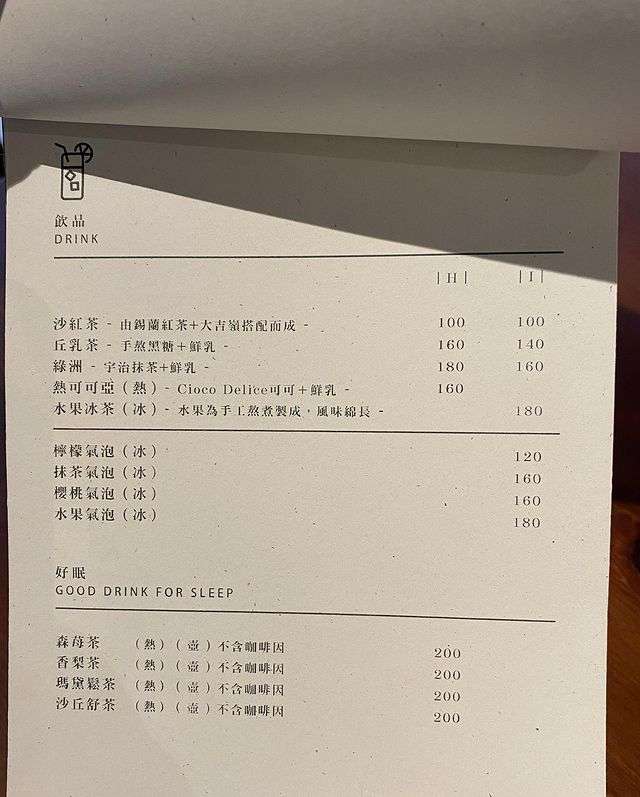 飲品
DRINK
|H| |I|
沙紅茶 - 由錫蘭紅茶+大吉嶺搭配而成 - 100 100
丘乳茶 - 手熬黑糖+鮮乳 - 160 140
綠洲 - 宇治抹茶+鮮乳 - 180 160
熱可可亞（熱）- Cioco Delice可可+鮮乳 - 160
水果冰茶（冰）- 水果為手工熬煮製成，風味綿長 - 180
檸檬氣泡（冰） 120
抹茶氣泡（冰） 160
櫻桃氣泡（冰） 160
水果氣泡（冰） 180
好眠
GOOD DRINK FOR SLEEP
森苺茶 （熱）（壺）不含咖啡因 200
香梨茶 （熱）（壺）不含咖啡因 200
瑪黛鬆茶 （熱）（壺）不含咖啡因 200
沙丘舒茶 （熱）（壺）不含咖啡因 200